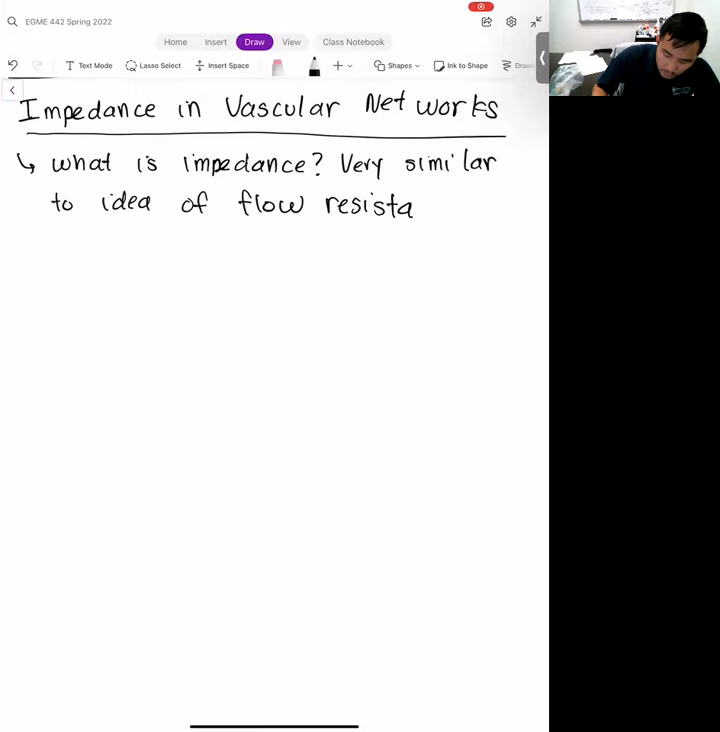 EGME 442 Spring 2022
Home Insert Draw View Class Notebook
Text Mode Lasso Select Insert Space Shapes Ink to Shape Draw
Impedance in Vascular Networks
↳ what is impedance? Very similar
to idea of flow resista